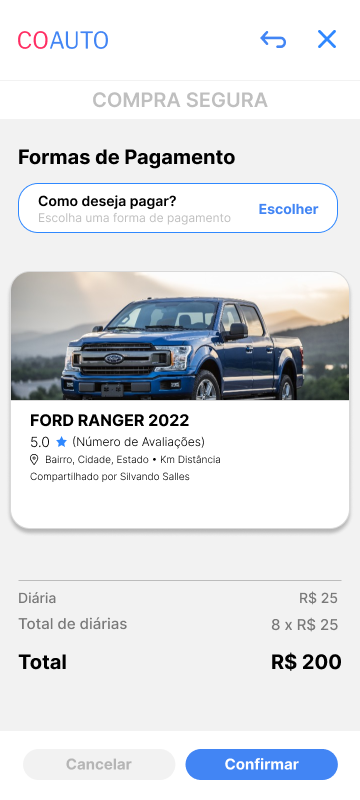 COAUTO
COMPRA SEGURA
Formas de Pagamento
Como deseja pagar?
Escolha uma forma de pagamento
Escolher
FORD RANGER 2022
5.0 ★ (Número de Avaliações)
Bairro, Cidade, Estado • Km Distância
Compartilhado por Silvando Salles
Diária R$ 25
Total de diárias 8 x R$ 25
Total R$ 200
Cancelar Confirmar